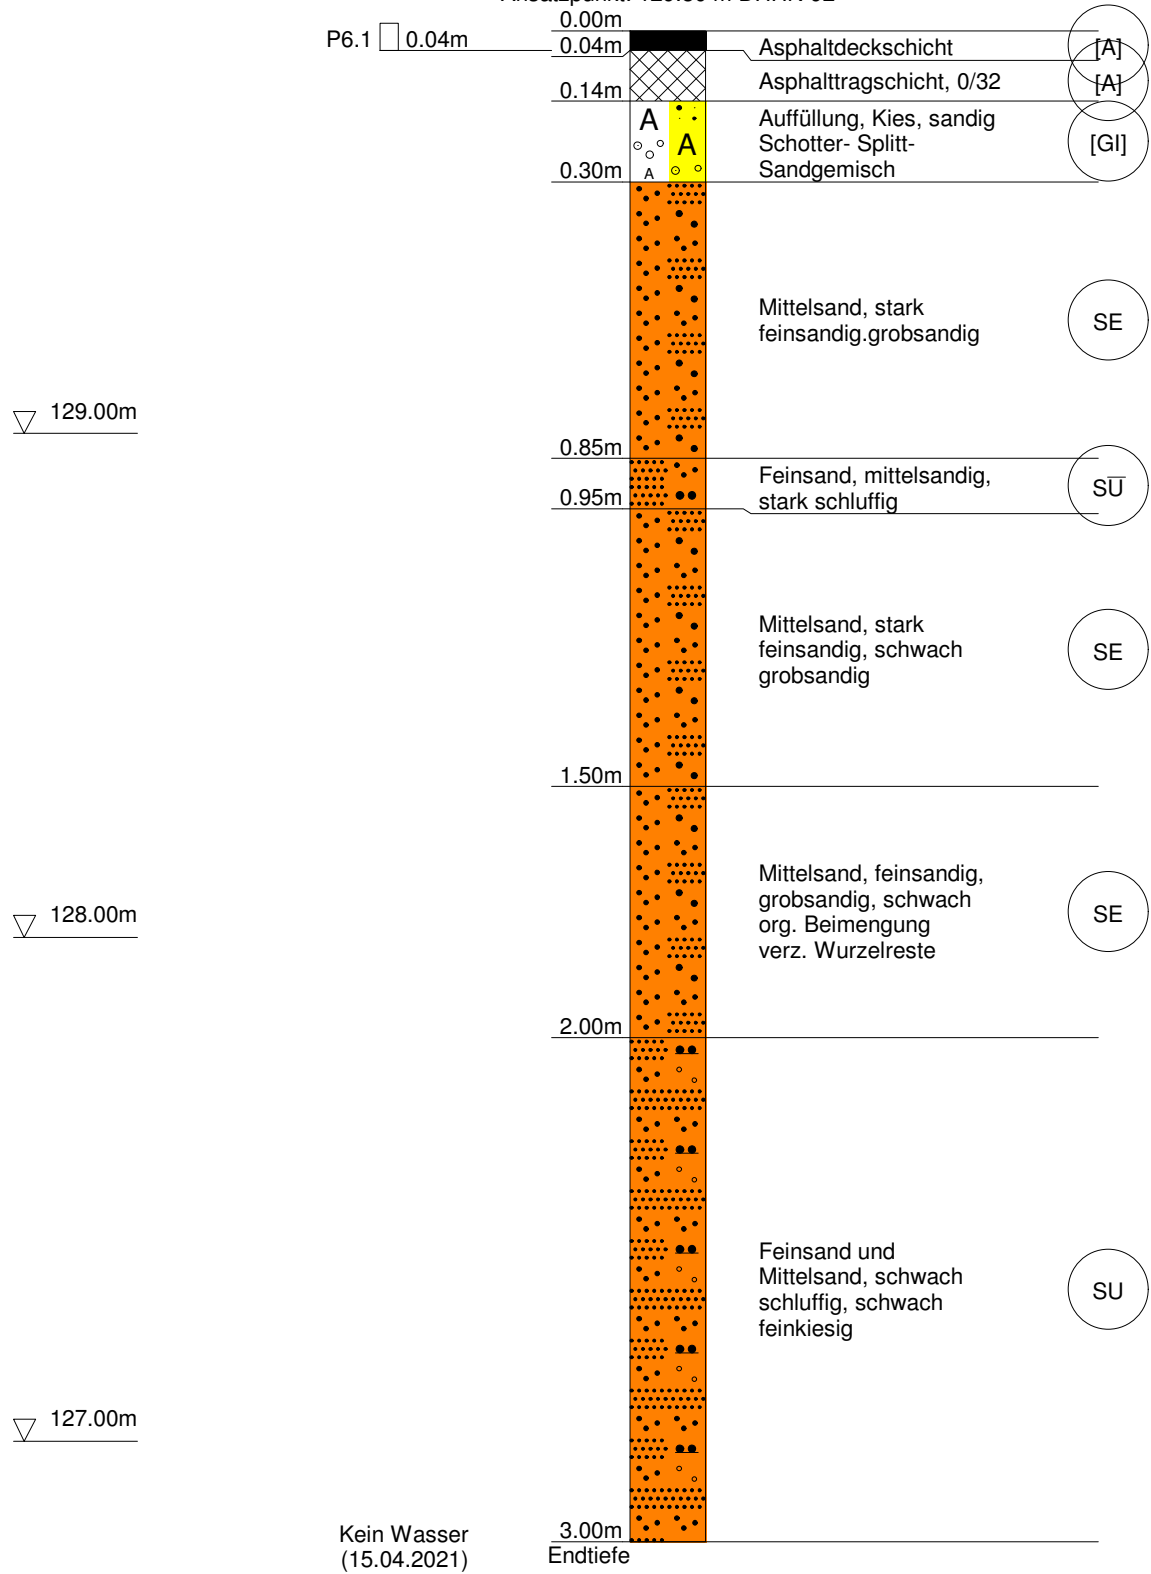 0.00m
P6.1 0.04m
0.04m
Asphaltdeckschicht
[A]
Asphalttragschicht, 0/32
[A]
0.14m
A
A
A
Auffüllung, Kies, sandig
Schotter- Splitt-
Sandgemisch
[GI]
0.30m
Mittelsand, stark
feinsandig.grobsandig
SE
129.00m
0.85m
Feinsand, mittelsandig,
stark schluffig
SU̅
0.95m
Mittelsand, stark
feinsandig, schwach
grobsandig
SE
1.50m
Mittelsand, feinsandig,
grobsandig, schwach
org. Beimengung
verz. Wurzelreste
SE
128.00m
2.00m
Feinsand und
Mittelsand, schwach
schluffig, schwach
feinkiesig
SU
127.00m
3.00m
Endtiefe
Kein Wasser
(15.04.2021)